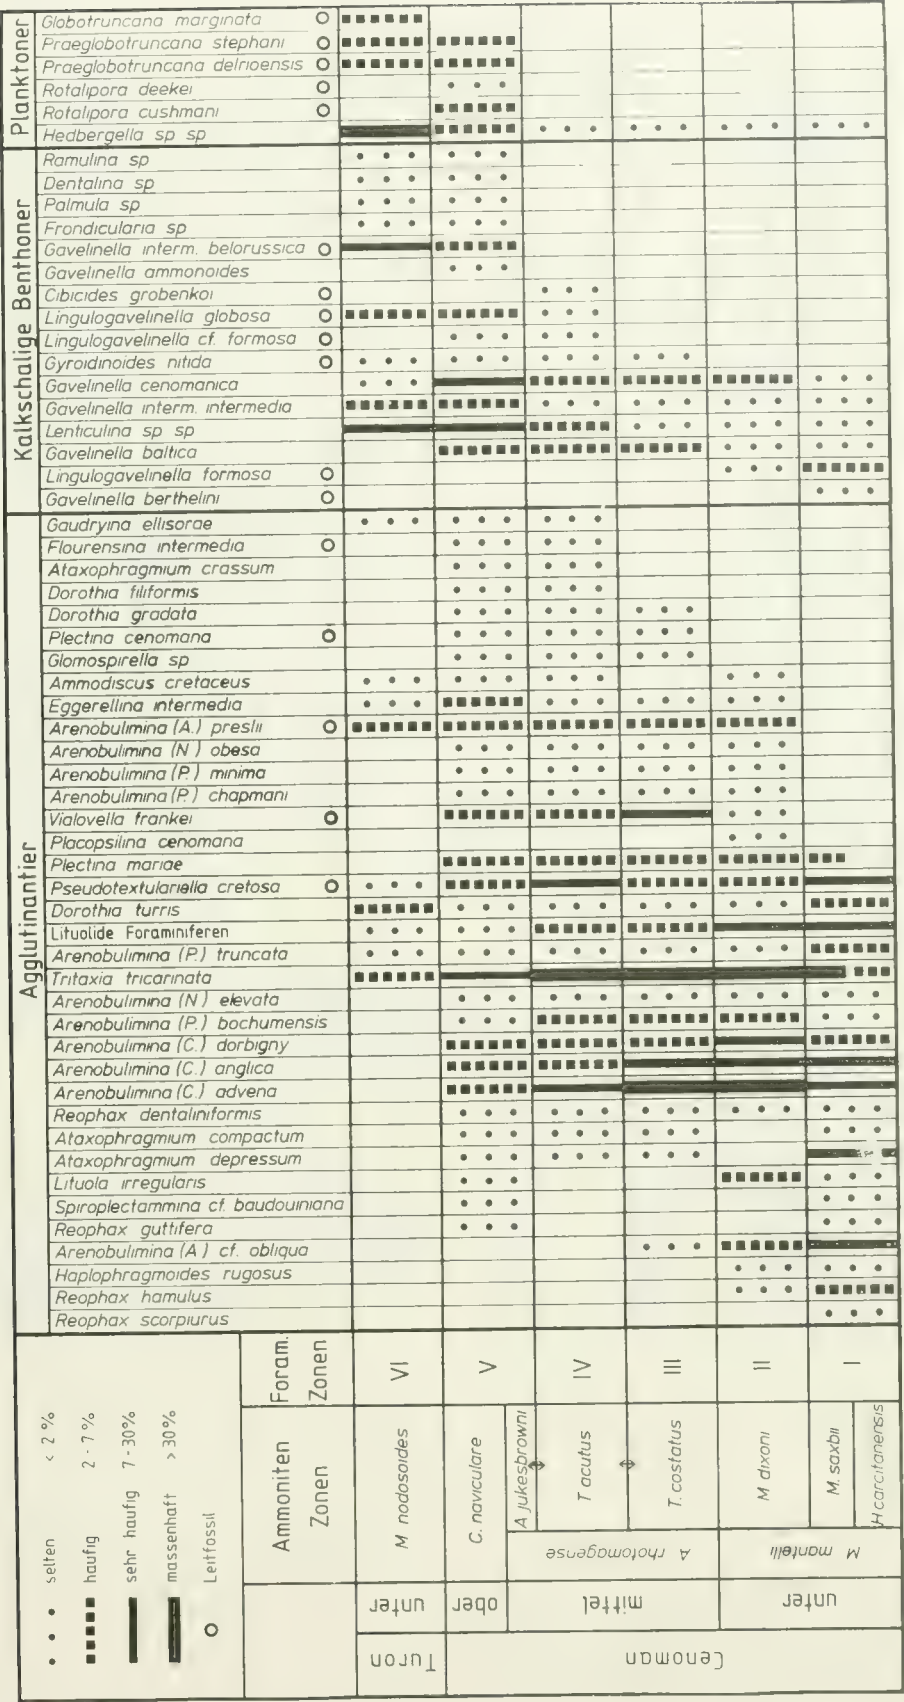 Planktoner
Globotruncana marginata
Praeglobotruncana stephani
Praeglobotruncana delrioensis
Rotalipora deekei
Rotalipora cushmani
Hedbergella sp sp
Kalkschalige Benthoner
Ramulina sp
Dentalina sp
Palmula sp
Frondicularia sp
Gavelinella interm. belorussica
Gavelinella ammonoides
Cibicides grobenkoi
Lingulogavelinella globosa
Lingulogavelinella cf. formosa
Gyroidinoides nitida
Gavelinella cenomanica
Gavelinella interm. intermedia
Lenticulina sp sp
Gavelinella baltica
Lingulogavelinella formosa
Gavelinella berthelini
Agglutinantier
Gaudryina ellisorae
Flourensina intermedia
Ataxophragmium crassum
Dorothia filiformis
Dorothia gradata
Plectina cenomana
Glomospirella sp
Ammodiscus cretaceus
Eggerellina intermedia
Arenobulimina (A.) preslii
Arenobulimina (N.) obesa
Arenobulimina (P.) minima
Arenobulimina (P.) chapmani
Vialovella frankei
Placopsilina cenomana
Plectina mariae
Pseudotextulariella cretosa
Dorothia turris
Lituolide Foraminiferen
Arenobulimina (P.) truncata
Tritaxia tricarinata
Arenobulimina (N) elevata
Arenobulimina (P.) bochumensis
Arenobulimina (C.) dorbigny
Arenobulimina (C.) anglica
Arenobulimina (C.) advena
Reophax dentaliniformis
Ataxophragmium compactum
Ataxophragmium depressum
Lituola irregularis
Spiroplectammina cf. baudouiniana
Reophax guttifera
Arenobulimina (A) cf. obliqua
Haplophragmoides rugosus
Reophax hamulus
Reophax scorpiurus
selten < 2 %
haufig 2 - 7 %
sehr haufig 7 - 30%
massenhaft > 30 %
Leitfossil
Foram. Zonen
VI
V
IV
III
II
I
Ammoniten Zonen
M nodosoides
C. naviculare
A jukesbrowni
T acutus
T. costatus
M dixoni
M. saxbii
H carcitanensis
A rhotomagense
M mantelli
unter
ober
mittel
unter
Turon
Cenoman